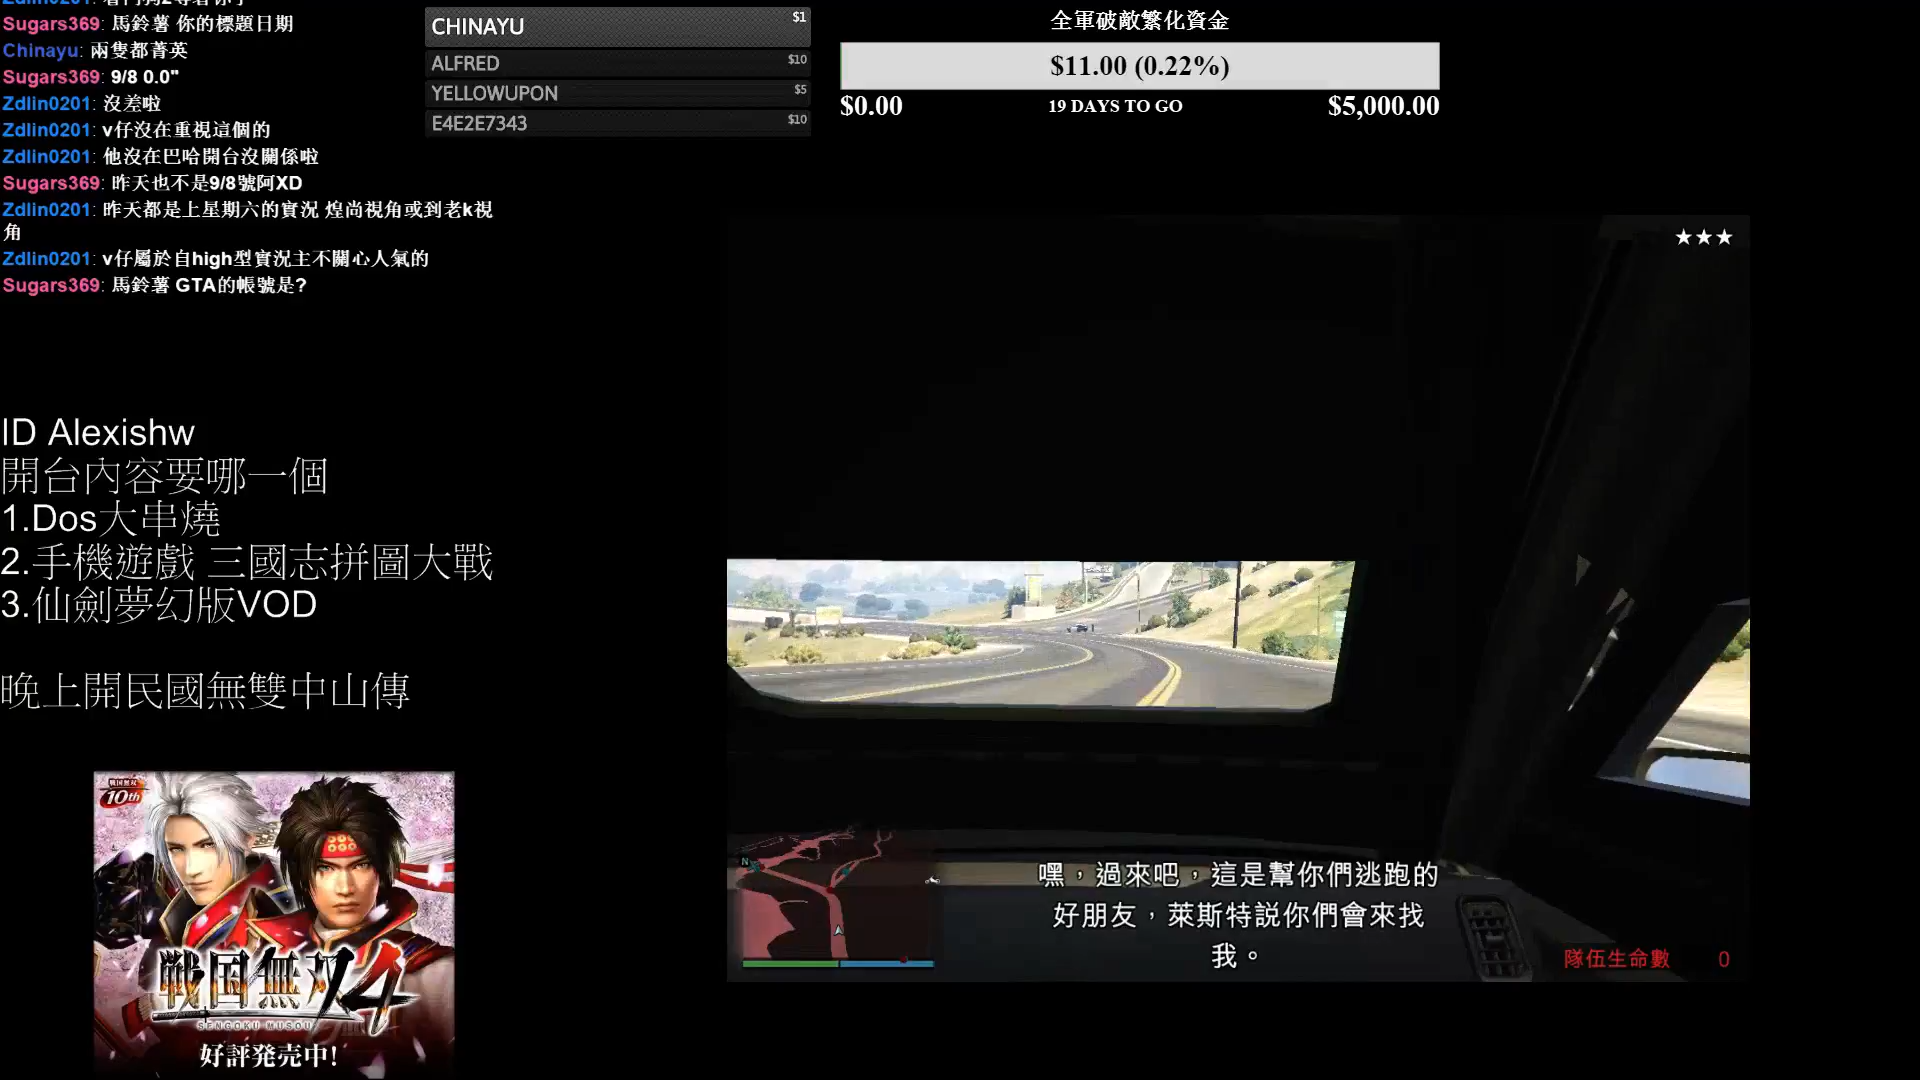 Sugars369: 馬鈴薯 你的標題日期
Chinayu: 兩隻都菁英
Sugars369: 9/8 0.0"
Zdlin0201: 沒差啦
Zdlin0201: v仔沒在重視這個的
Zdlin0201: 他沒在巴哈開台沒關係啦
Sugars369: 昨天也不是9/8號阿XD
Zdlin0201: 昨天都是上星期六的實況 煌尚視角或到老k視
角
Zdlin0201: v仔屬於自high型實況主不關心人氣的
Sugars369: 馬鈴薯 GTA的帳號是?
CHINAYU $1
ALFRED $10
YELLOWUPON $5
E4E2E7343 $10
全軍破敵繁化資金
$11.00 (0.22%)
$0.00 19 DAYS TO GO $5,000.00
ID Alexishw
開台內容要哪一個
1.Dos大串燒
2.手機遊戲 三國志拼圖大戰
3.仙劍夢幻版VOD
晚上開民國無雙中山傳
戦国無双
10th
戦国無双4
SENGOKU MUSOU
好評発売中!
N
嘿，過來吧，這是幫你們逃跑的
好朋友，萊斯特說你們會來找
我。
隊伍生命數 0